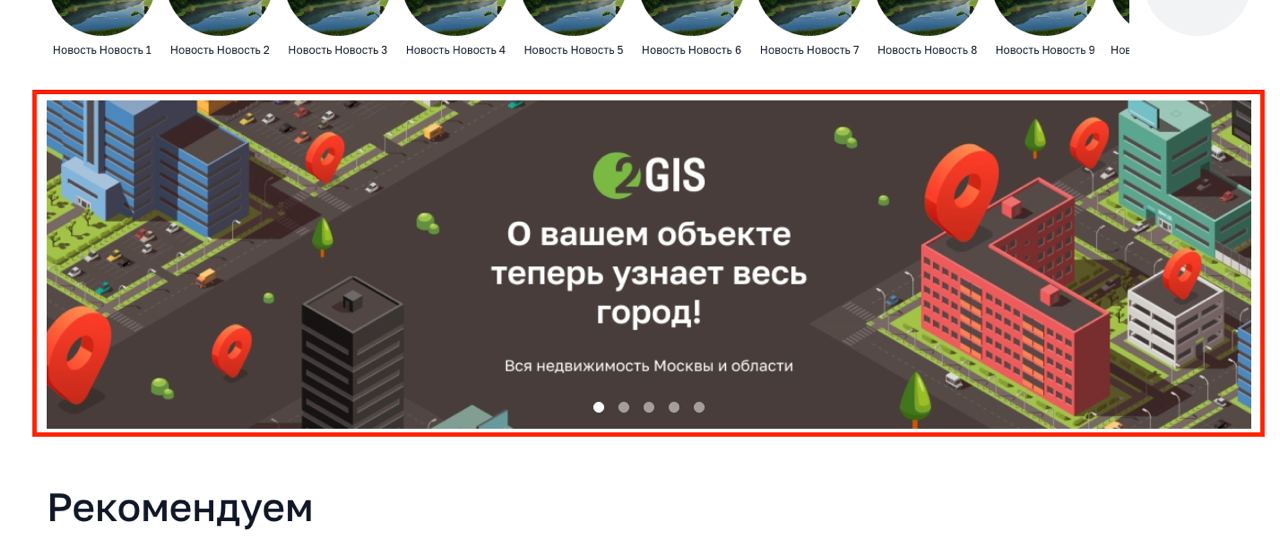 Новость Новость 1
Новость Новость 2
Новость Новость 3
Новость Новость 4
Новость Новость 5
Новость Новость 6
Новость Новость 7
Новость Новость 8
Новость Новость 9
Нов
2GIS
О вашем объекте
теперь узнает весь
город!
Вся недвижимость Москвы и области
Рекомендуем